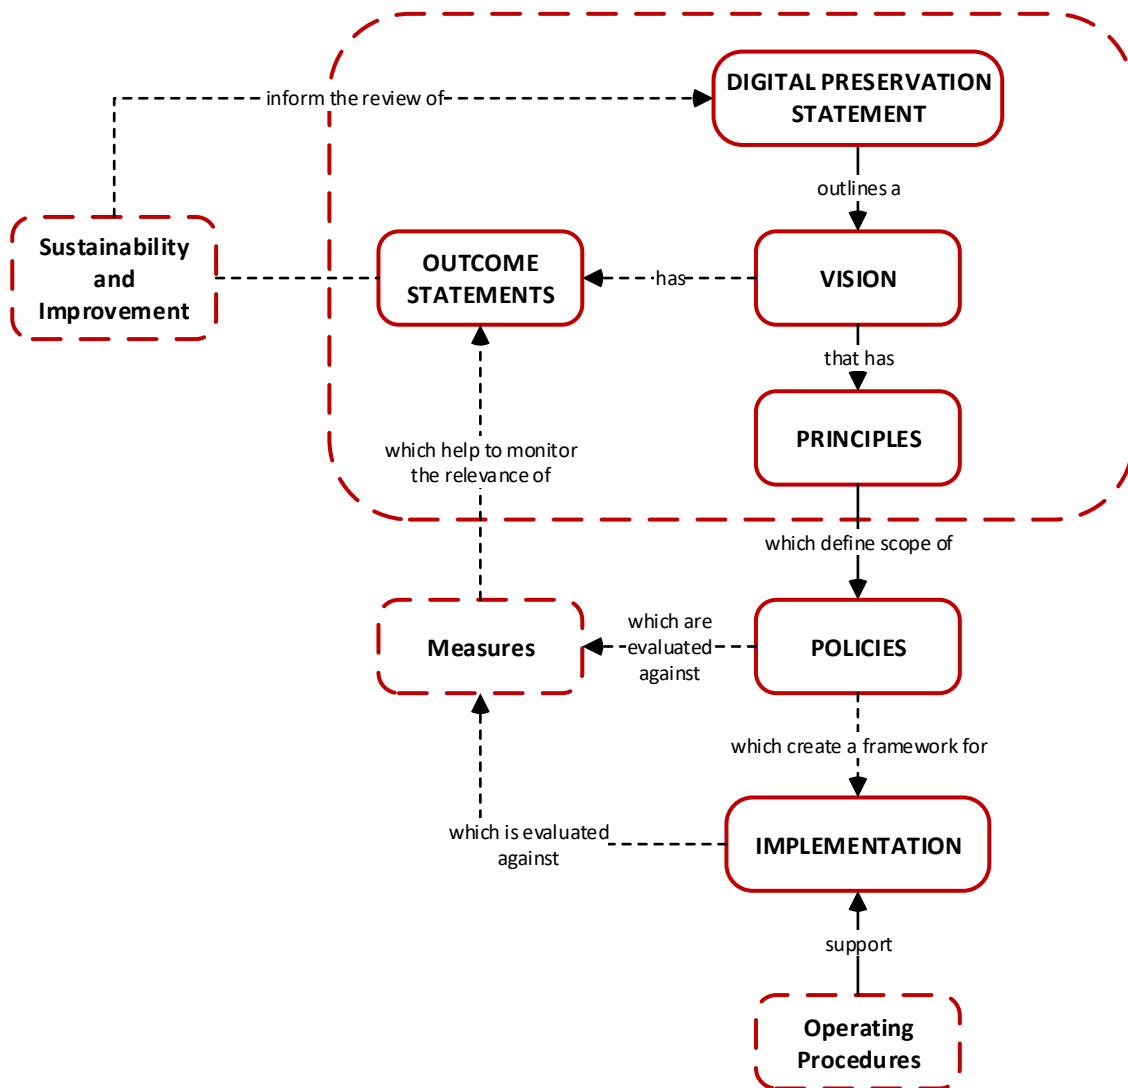 DIGITAL PRESERVATION
STATEMENT
inform the review of
outlines a
Sustainability
and
Improvement
OUTCOME
STATEMENTS
has
VISION
that has
PRINCIPLES
which help to monitor
the relevance of
which define scope of
Measures
which are
evaluated
against
POLICIES
which create a framework for
which is evaluated
against
IMPLEMENTATION
support
Operating
Procedures